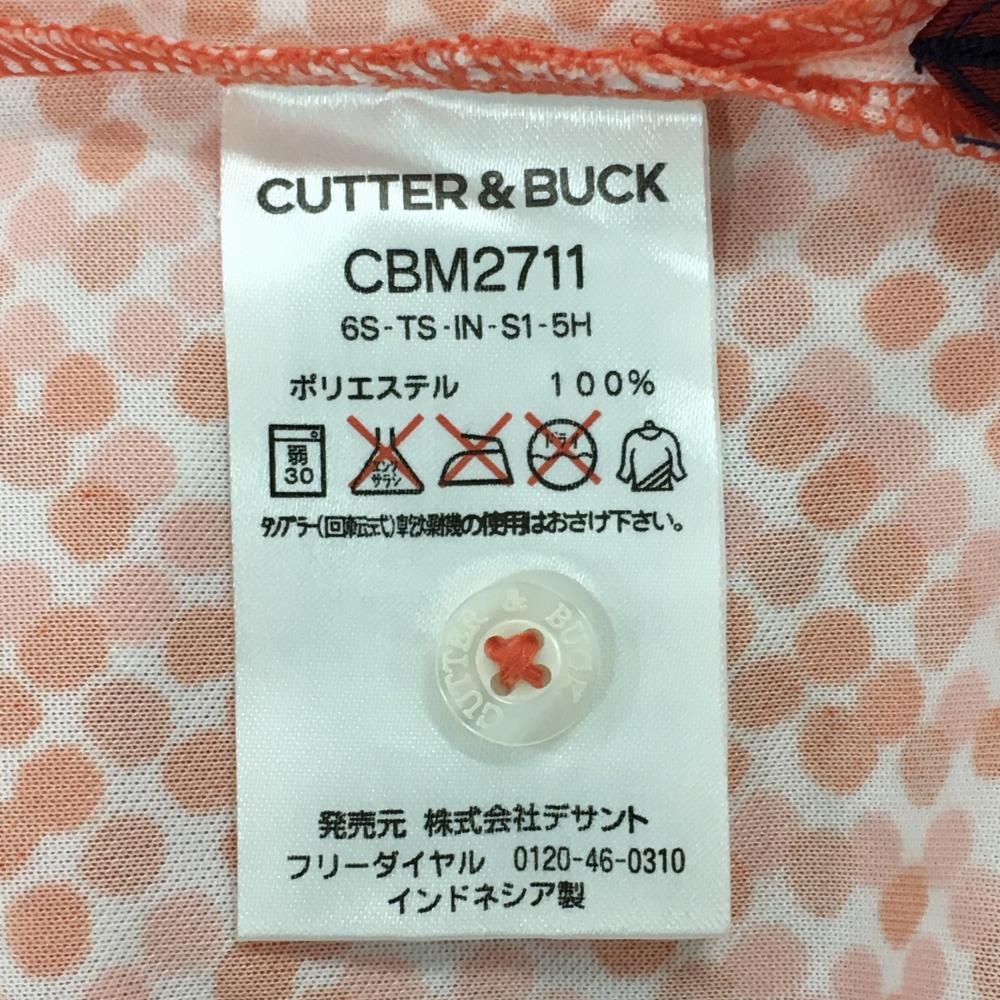 CUTTER & BUCK
CBM2711
6S-TS-IN-S1-5H
ポリエステル 100%
弱 30 エンソ サラシ ドライ
タンブラー(回転式)乾燥機の使用はおさけ下さい。
CUTTER & BUCK
発売元 株式会社デサント
フリーダイヤル 0120-46-0310
インドネシア製